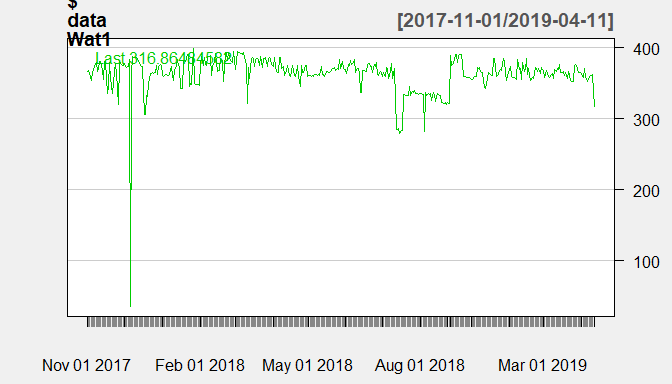 $
data
Wat1
[2017-11-01/2019-04-11]
Last 316.86484582
400
300
200
100
Nov 01 2017
Feb 01 2018
May 01 2018
Aug 01 2018
Mar 01 2019